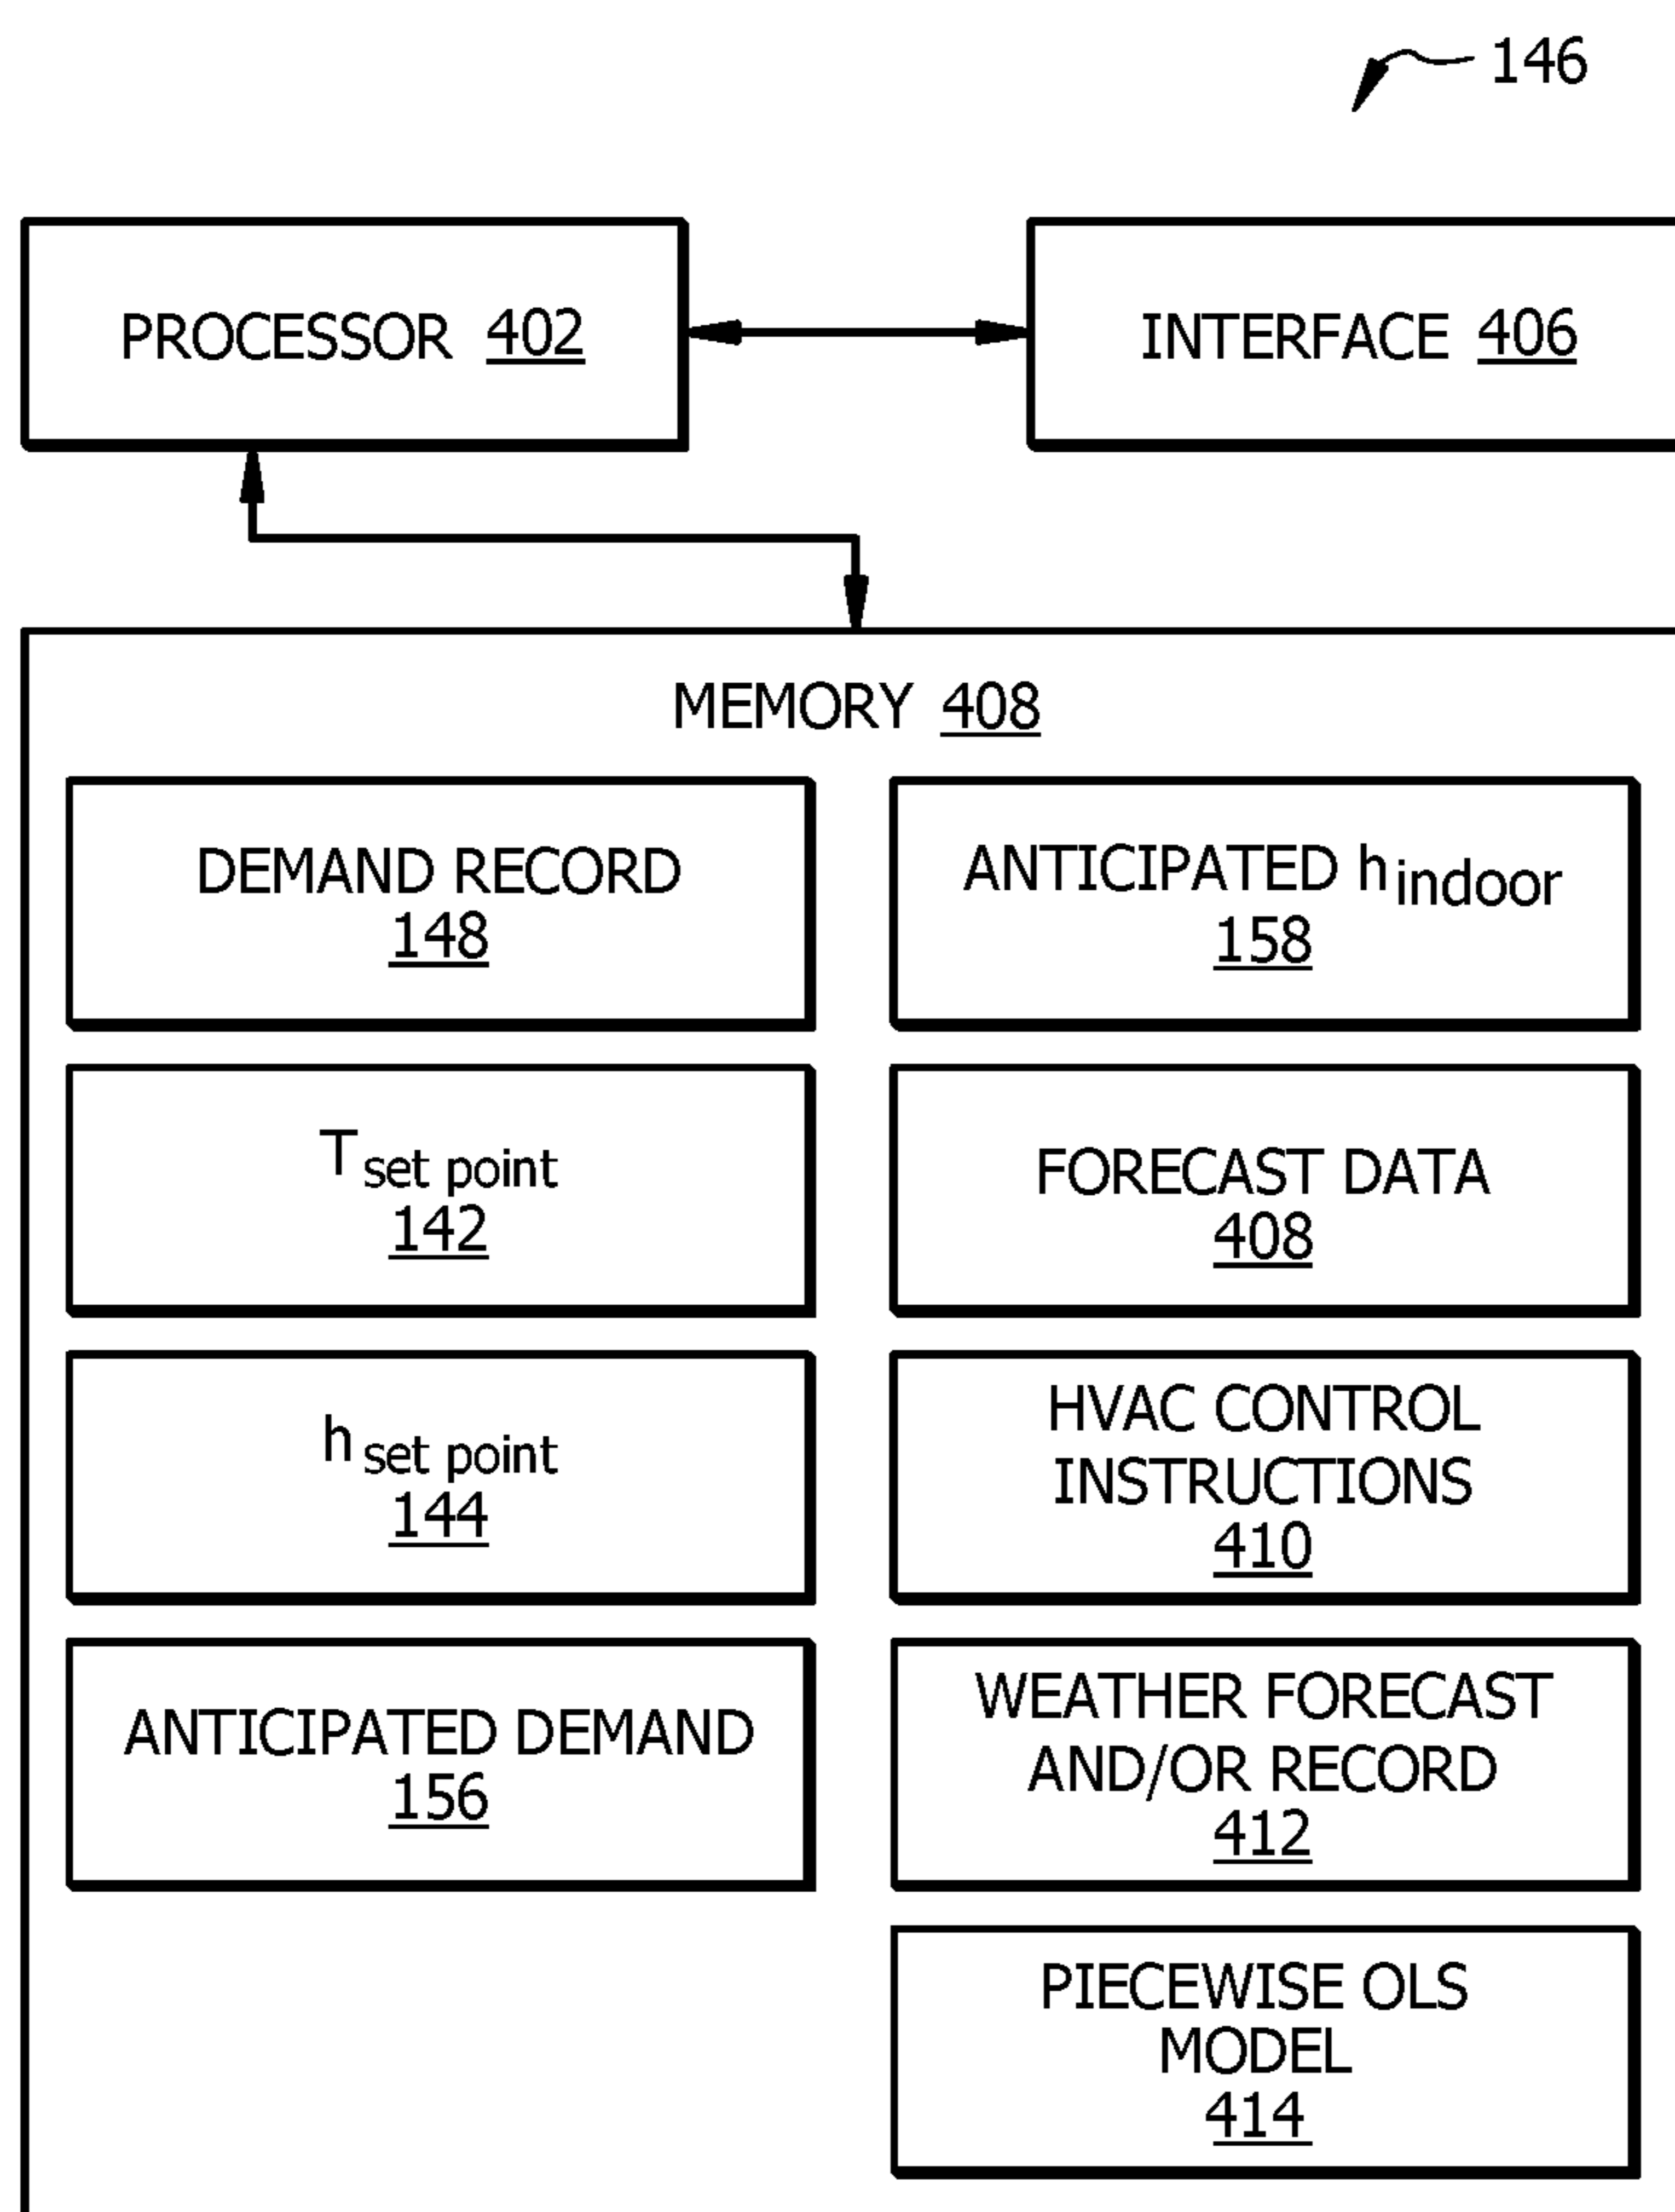 146
PROCESSOR 402
INTERFACE 406
MEMORY 408
DEMAND RECORD
148
ANTICIPATED hindoor
158
Tset point
142
FORECAST DATA
408
hset point
144
HVAC CONTROL
INSTRUCTIONS
410
ANTICIPATED DEMAND
156
WEATHER FORECAST
AND/OR RECORD
412
PIECEWISE OLS
MODEL
414